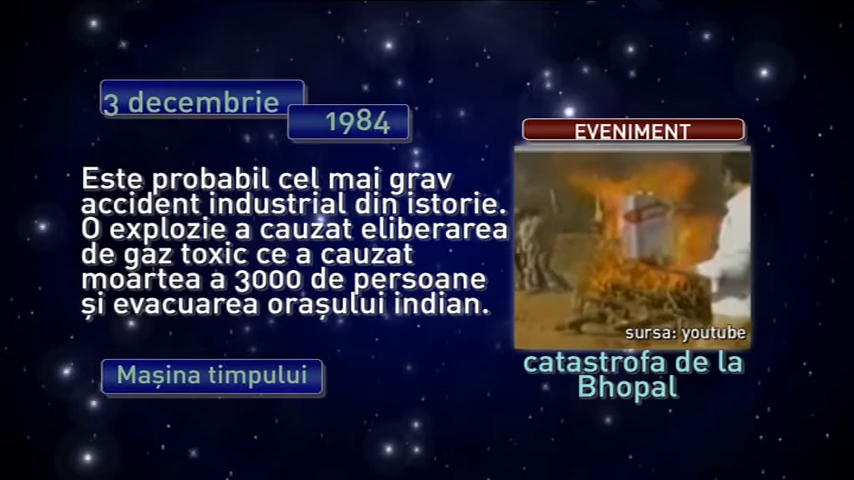 3 decembrie
1984
Este probabil cel mai grav
accident industrial din istorie.
O explozie a cauzat eliberarea
de gaz toxic ce a cauzat
moartea a 3000 de persoane
și evacuarea orașului indian.
Mașina timpului
EVENIMENT
sursa: youtube
catastrofa de la
Bhopal